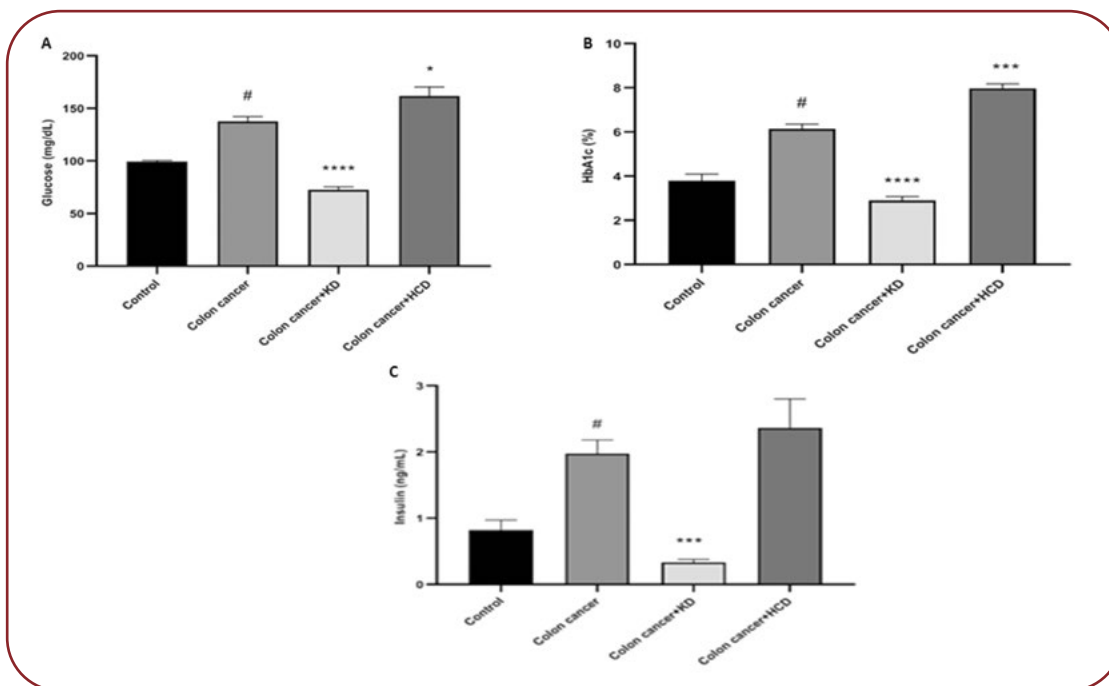 A
Glucose (mg/dL)
200
150
100
50
0
#
****
*
Control
Colon cancer
Colon cancer+KD
Colon cancer+HCD
B
HbA1c (%)
10
8
6
4
2
0
#
****
***
Control
Colon cancer
Colon cancer+KD
Colon cancer+HCD
C
Insulin (ng/mL)
3
2
1
0
#
***
Control
Colon cancer
Colon cancer+KD
Colon cancer+HCD